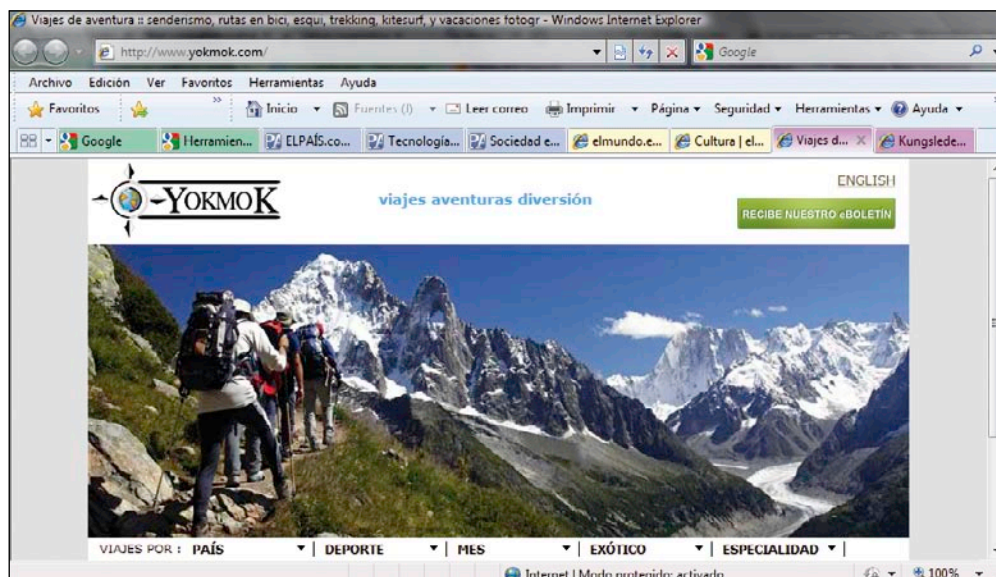 Viajes de aventura :: senderismo, rutas en bici, esqui, trekking, kitesurf, y vacaciones fotogr - Windows Internet Explorer
http://www.yokmok.com/
Google
Archivo Edición Ver Favoritos Herramientas Ayuda
Favoritos » Inicio Fuentes (J) Leer correo Imprimir Página Seguridad Herramientas Ayuda
Google Herramien... ELPAÍS.co... Tecnología... Sociedad e... elmundo.e... Cultura | el... Viajes d... X Kungslede...
YOKMOK
viajes aventuras diversión
ENGLISH
RECIBE NUESTRO eBOLETÍN
VIAJES POR : PAÍS | DEPORTE | MES | EXÓTICO | ESPECIALIDAD |
Internet | Modo protegido: activado 100%